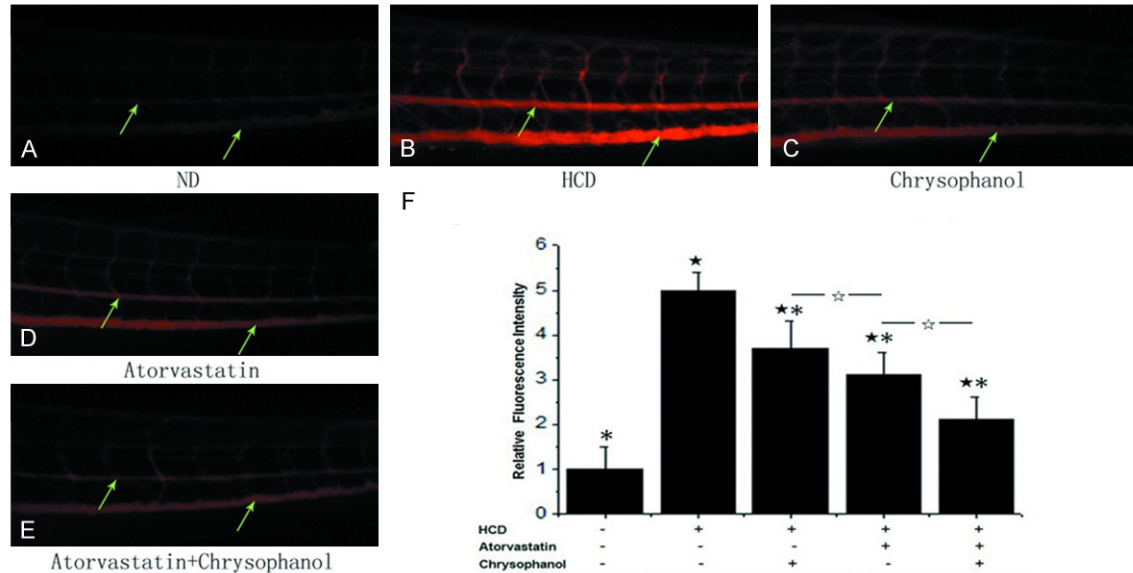 A
ND
B
HCD
C
Chrysophanol
D
Atorvastatin
E
Atorvastatin+Chrysophanol
F
Relative Fluorescence Intensity
6
5
4
3
2
1
0
*
★
★*
★*
★*
☆
☆
HCD - + + + +
Atorvastatin - - - + +
Chrysophanol - - + - +